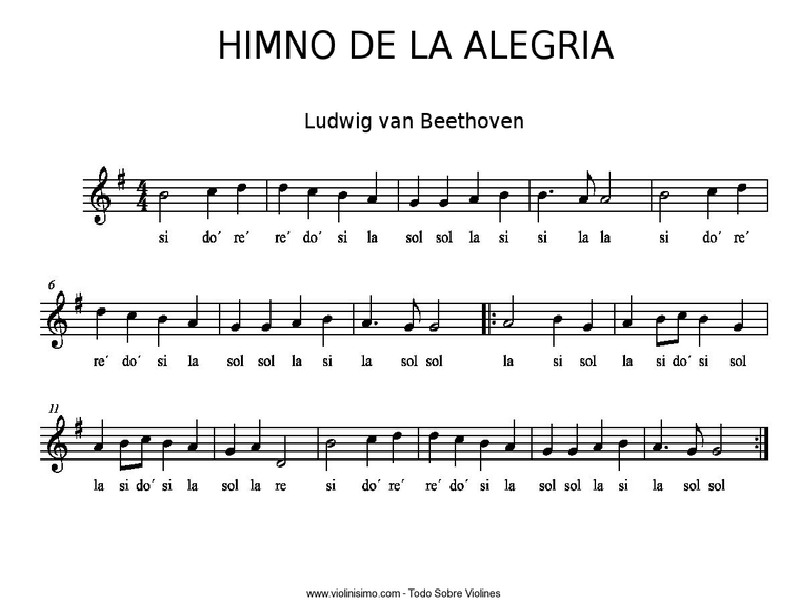 HIMNO DE LA ALEGRIA
Ludwig van Beethoven
4
4
si do´ re´ re´ do´ si la sol sol la si si la la si do´ re´
6
re´ do´ si la sol sol la si la sol sol la si sol la si do´ si sol
11
la si do´ si la sol la re si do´ re´ re´ do´ si la sol sol la si la sol sol
www.violinisimo.com - Todo Sobre Violines